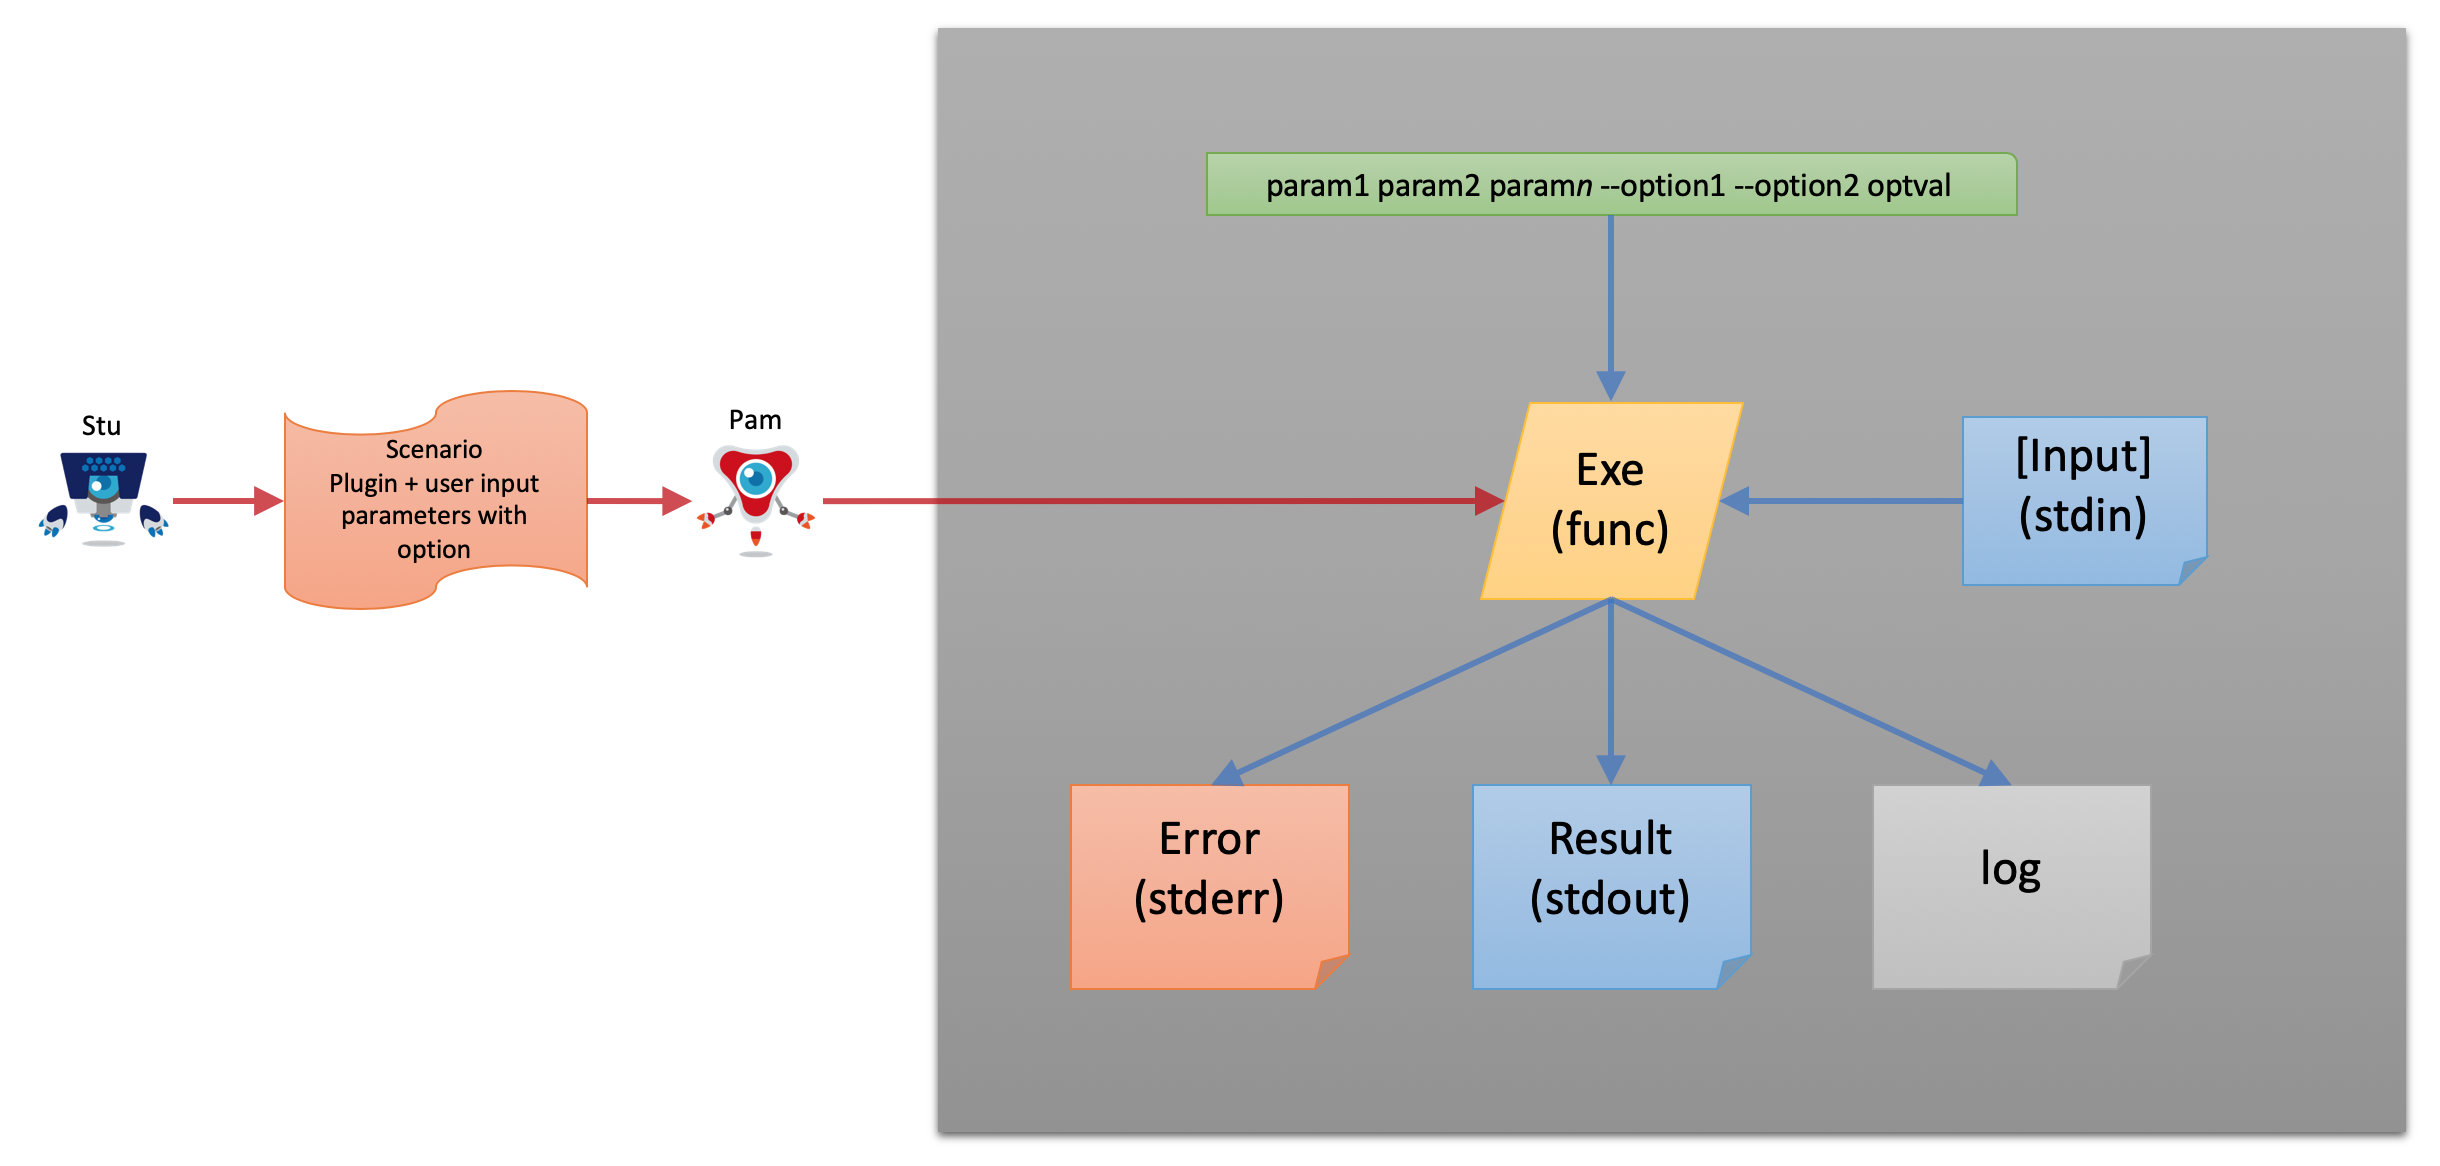 Stu
Scenario
Plugin + user input
parameters with
option
Pam
param1 param2 paramn --option1 --option2 optval
Exe
(func)
[Input]
(stdin)
Error
(stderr)
Result
(stdout)
log